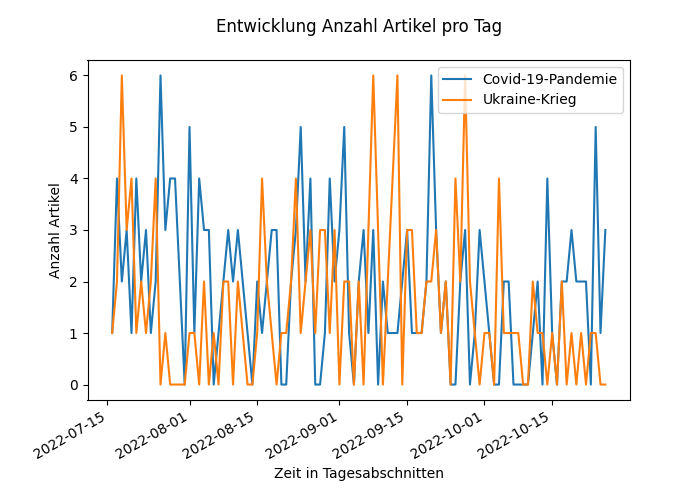 Entwicklung Anzahl Artikel pro Tag
Covid-19-Pandemie
Ukraine-Krieg
6
5
4
3
2
1
0
Anzahl Artikel
2022-07-15
2022-08-01
2022-08-15
2022-09-01
2022-09-15
2022-10-01
2022-10-15
Zeit in Tagesabschnitten